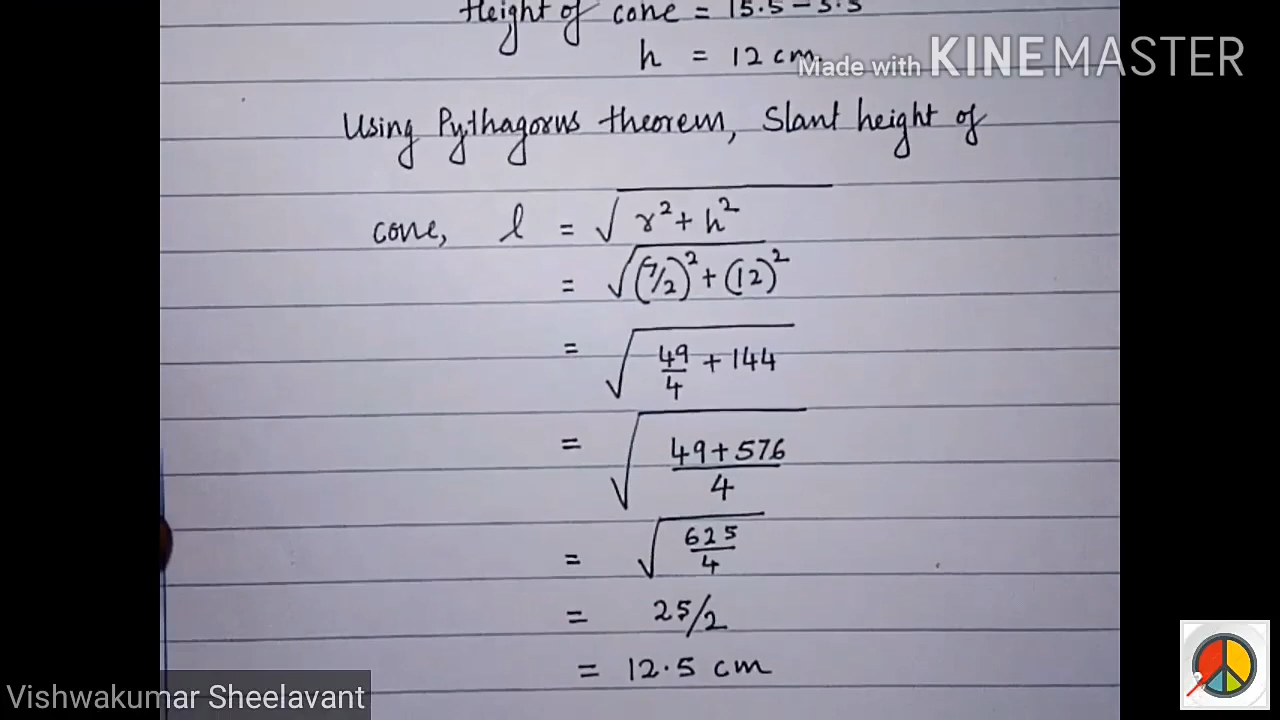 Height of cone = 15.5 - 3.5
h = 12 cm.
Made with KINEMASTER
Using Pythagorus theorem, Slant height of
cone, l = √(r² + h²)
= √((7/2)² + (12)²)
= √(49/4 + 144)
= √((49+576)/4)
= √(625/4)
= 25/2
= 12.5 cm
Vishwakumar Sheelavant